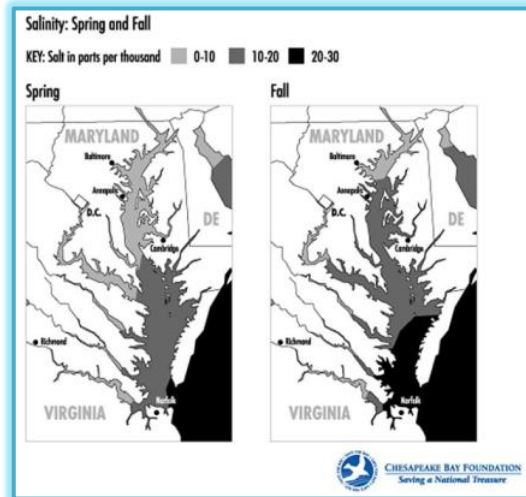 Salinity: Spring and Fall
KEY: Salt in parts per thousand 0-10 10-20 20-30
Spring
MARYLAND
Baltimore
Annapolis
D.C.
DE
Cambridge
Richmond
VIRGINIA
Norfolk
Fall
MARYLAND
Baltimore
Annapolis
D.C.
DE
Cambridge
Richmond
VIRGINIA
Norfolk
CHESAPEAKE BAY FOUNDATION
Saving a National Treasure